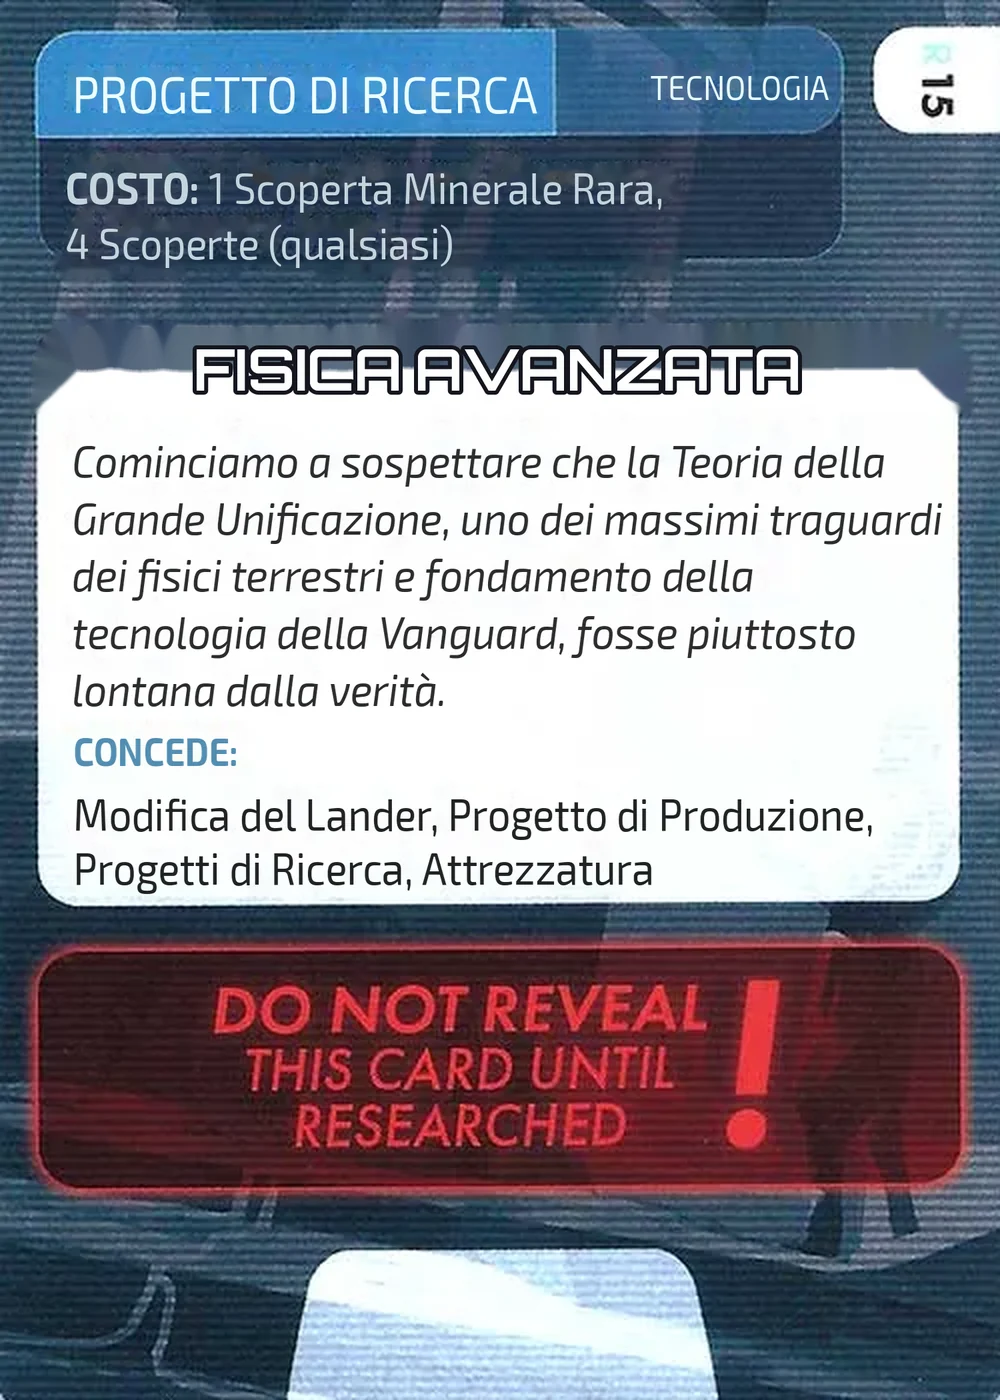 PROGETTO DI RICERCA
TECNOLOGIA
R 15
COSTO: 1 Scoperta Minerale Rara,
4 Scoperte (qualsiasi)
FISICA AVANZATA
Cominciamo a sospettare che la Teoria della
Grande Unificazione, uno dei massimi traguardi
dei fisici terrestri e fondamento della
tecnologia della Vanguard, fosse piuttosto
lontana dalla verità.
CONCEDE:
Modifica del Lander, Progetto di Produzione,
Progetti di Ricerca, Attrezzatura
DO NOT REVEAL
THIS CARD UNTIL
RESEARCHED
!